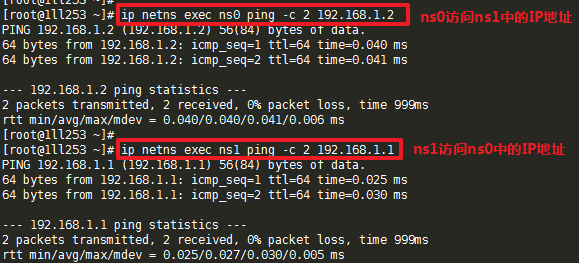 [root@lll253 ~]#
[root@lll253 ~]# ip netns exec ns0 ping -c 2 192.168.1.2 ns0访问ns1中的IP地址
PING 192.168.1.2 (192.168.1.2) 56(84) bytes of data.
64 bytes from 192.168.1.2: icmp_seq=1 ttl=64 time=0.040 ms
64 bytes from 192.168.1.2: icmp_seq=2 ttl=64 time=0.041 ms

--- 192.168.1.2 ping statistics ---
2 packets transmitted, 2 received, 0% packet loss, time 999ms
rtt min/avg/max/mdev = 0.040/0.040/0.041/0.006 ms
[root@lll253 ~]#
[root@lll253 ~]# ip netns exec ns1 ping -c 2 192.168.1.1 ns1访问ns0中的IP地址
PING 192.168.1.1 (192.168.1.1) 56(84) bytes of data.
64 bytes from 192.168.1.1: icmp_seq=1 ttl=64 time=0.025 ms
64 bytes from 192.168.1.1: icmp_seq=2 ttl=64 time=0.030 ms

--- 192.168.1.1 ping statistics ---
2 packets transmitted, 2 received, 0% packet loss, time 999ms
rtt min/avg/max/mdev = 0.025/0.027/0.030/0.005 ms